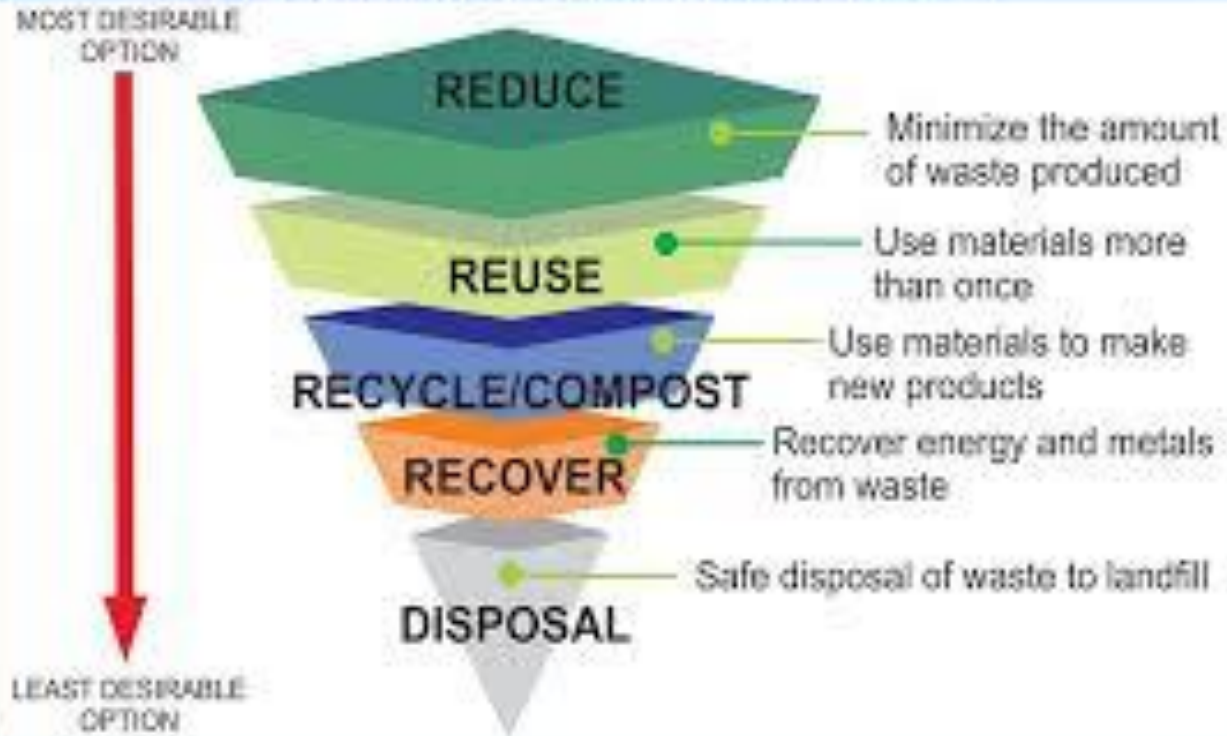 MOST DESIRABLE
OPTION
REDUCE
Minimize the amount
of waste produced
REUSE
Use materials more
than once
Use materials to make
new products
RECYCLE/COMPOST
Recover energy and metals
from waste
RECOVER
Safe disposal of waste to landfill
DISPOSAL
LEAST DESIRABLE
OPTION